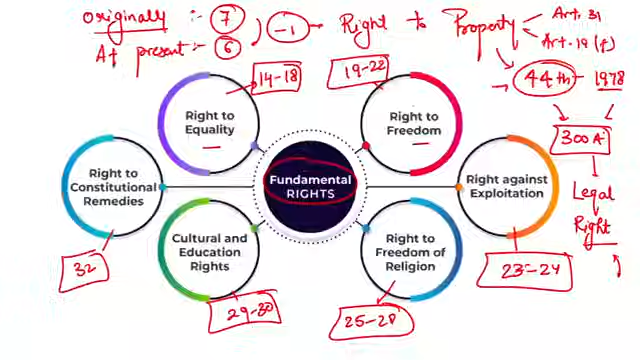 Originally :- 7
At present :- 6
-1
Right to Property
Art. 31
Art. 19 (f)
44th 1978
300A
Legal
Right
14-18
19-22
Right to
Equality
Right to
Freedom
Right to
Constitutional
Remedies
Fundamental
RIGHTS
Right against
Exploitation
Cultural and
Education
Rights
Right to
Freedom of
Religion
32
29-30
25-28
23-24